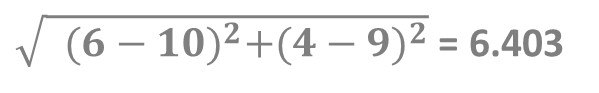 √(6 − 10)²+(4 − 9)² = 6.403